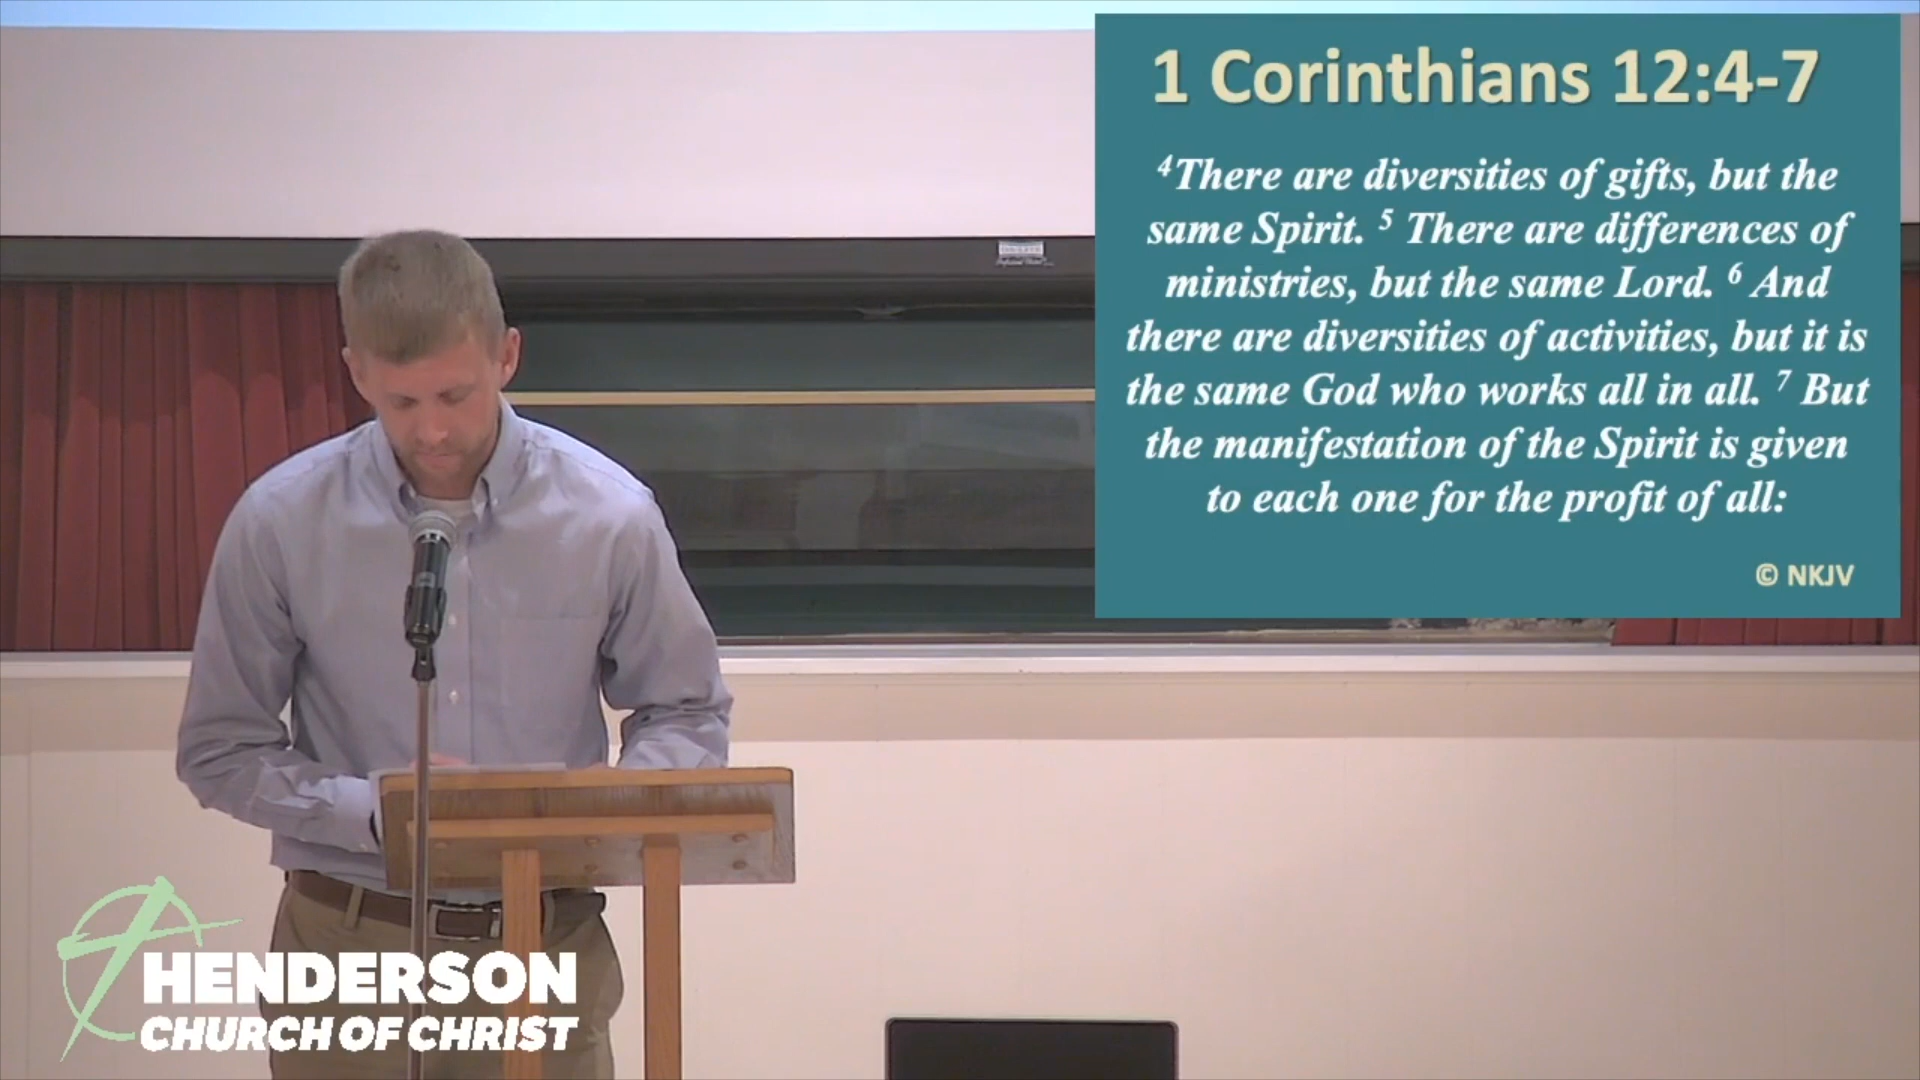 1 Corinthians 12:4-7
⁴There are diversities of gifts, but the
same Spirit. ⁵ There are differences of
ministries, but the same Lord. ⁶ And
there are diversities of activities, but it is
the same God who works all in all. ⁷ But
the manifestation of the Spirit is given
to each one for the profit of all:
© NKJV
HENDERSON
CHURCH OF CHRIST